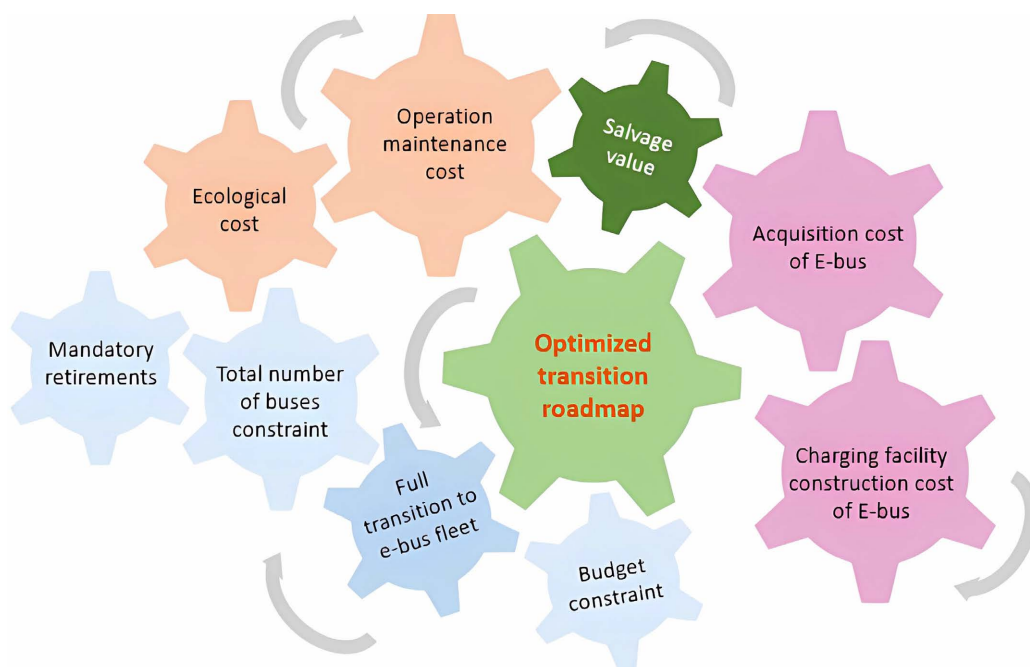 Operation
maintenance
cost
Salvage
value
Ecological
cost
Acquisition cost
of E-bus
Mandatory
retirements
Total number
of buses
constraint
Optimized
transition
roadmap
Charging facility
construction cost
of E-bus
Full
transition to
e-bus fleet
Budget
constraint